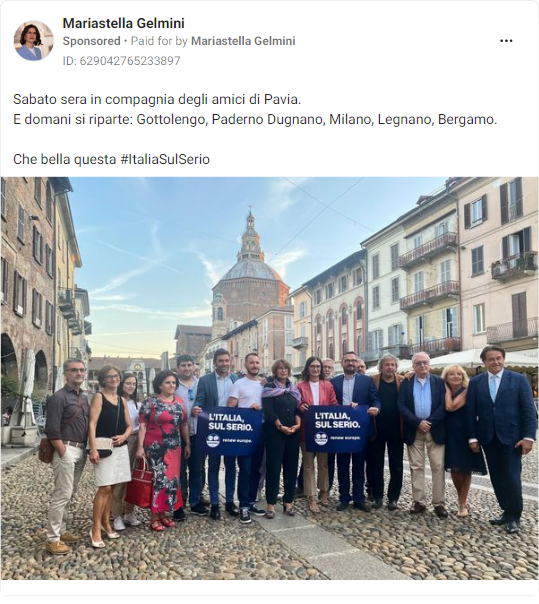 Mariastella Gelmini
Sponsored • Paid for by Mariastella Gelmini
ID: 629042765233897
Sabato sera in compagnia degli amici di Pavia.
E domani si riparte: Gottolengo, Paderno Dugnano, Milano, Legnano, Bergamo.
Che bella questa #ItaliaSulSerio
L'ITALIA,
SUL SERIO.
renew europe.
L'ITALIA,
SUL SERIO.
renew europe.